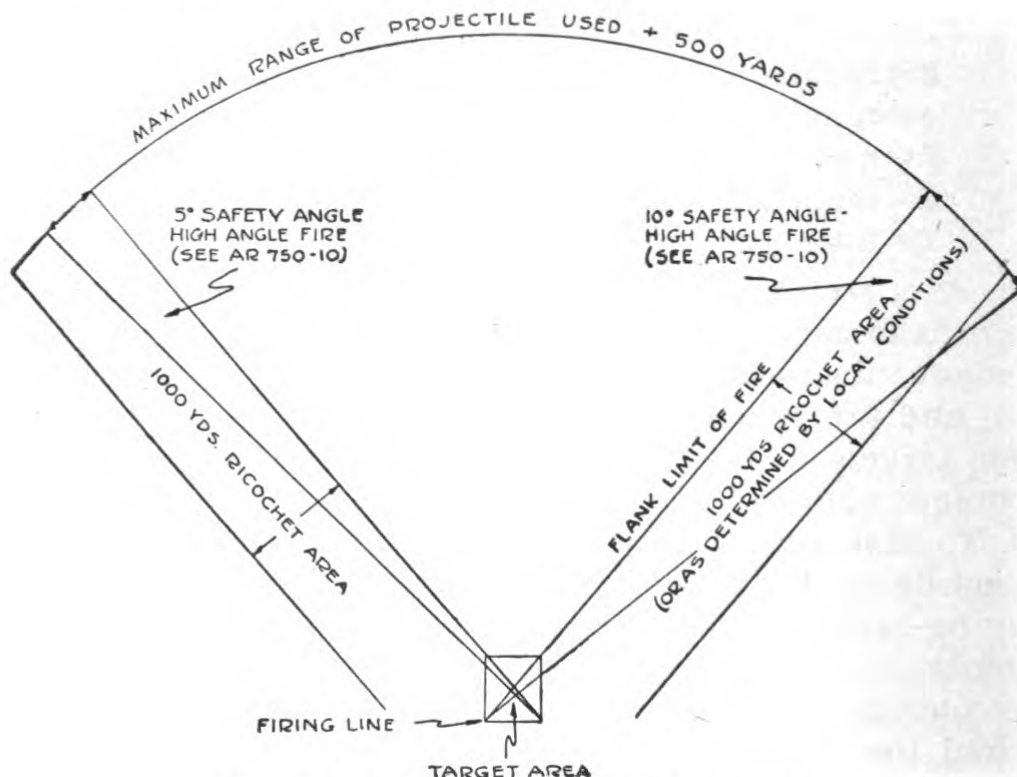 MAXIMUM RANGE OF PROJECTILE USED + 500 YARDS
5° SAFETY ANGLE
HIGH ANGLE FIRE
(SEE AR 750-10)
10° SAFETY ANGLE-
HIGH ANGLE FIRE
(SEE AR 750-10)
1000 YDS. RICOCHET AREA
FLANK LIMIT OF FIRE
1000 YDS RICOCHET AREA
(OR AS DETERMINED BY LOCAL CONDITIONS)
FIRING LINE
TARGET AREA